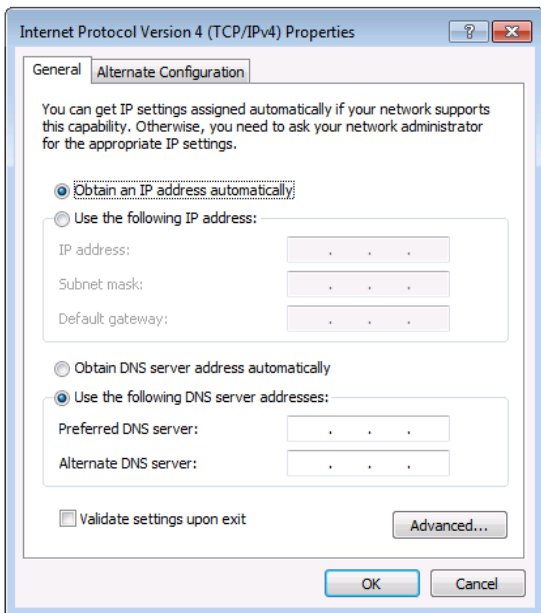 Internet Protocol Version 4 (TCP/IPv4) Properties
General
Alternate Configuration
You can get IP settings assigned automatically if your network supports
this capability. Otherwise, you need to ask your network administrator
for the appropriate IP settings.
Obtain an IP address automatically
Use the following IP address:
IP address:
Subnet mask:
Default gateway:
Obtain DNS server address automatically
Use the following DNS server addresses:
Preferred DNS server:
Alternate DNS server:
Validate settings upon exit
Advanced...
OK
Cancel